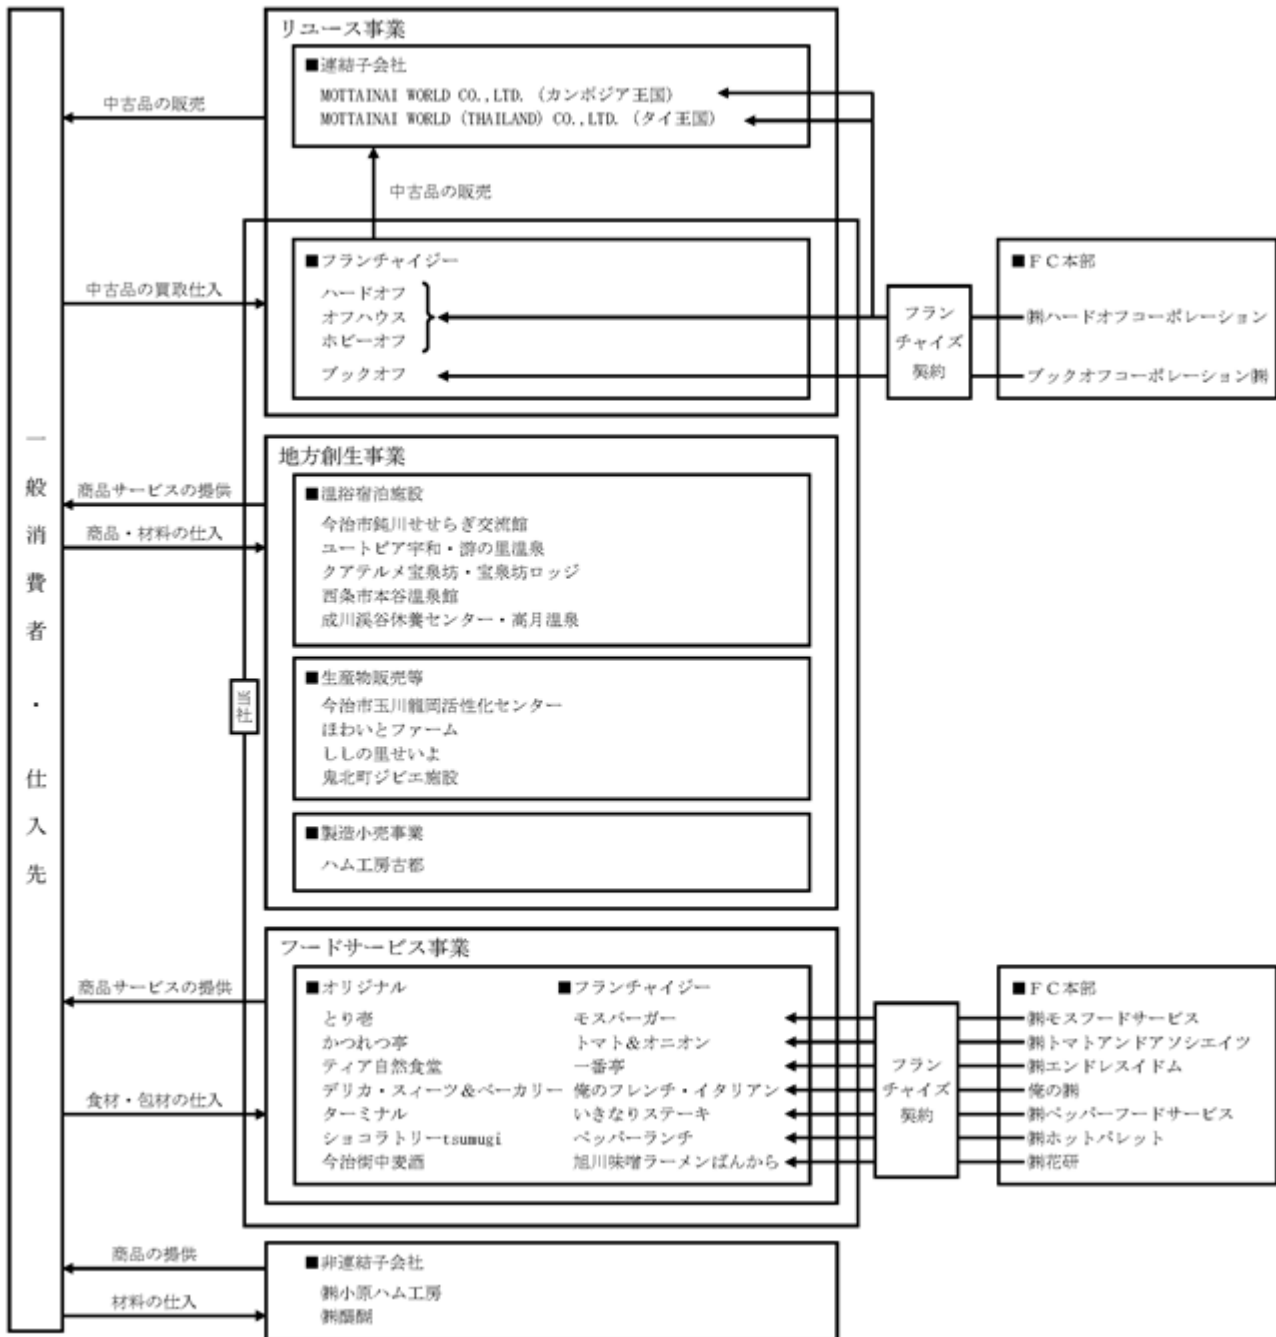 一般消費者・仕入先
リユース事業
■連結子会社
MOTTAINAI WORLD CO.,LTD. (カンボジア王国)
MOTTAINAI WORLD (THAILAND) CO.,LTD. (タイ王国)
中古品の販売
中古品の販売
■フランチャイジー
ハードオフ
オフハウス
ホビーオフ
ブックオフ
中古品の買取仕入
フラン
チャイズ
契約
■ＦＣ本部
㈱ハードオフコーポレーション
ブックオフコーポレーション㈱
地方創生事業
■温浴宿泊施設
今治市鈍川せせらぎ交流館
ユートピア宇和・游の里温泉
クアテルメ宝泉坊・宝泉坊ロッジ
西条市本谷温泉館
成川渓谷休養センター・高月温泉
商品サービスの提供
商品・材料の仕入
■生産物販売等
今治市玉川龍岡活性化センター
ほわいとファーム
ししの里せいよ
鬼北町ジビエ施設
当社
■製造小売事業
ハム工房古都
フードサービス事業
■オリジナル
とり壱
かつれつ亭
ティア自然食堂
デリカ・スィーツ&ベーカリー
ターミナル
ショコラトリーtsumugi
今治街中麦酒
■フランチャイジー
モスバーガー
トマト&オニオン
一番亭
俺のフレンチ・イタリアン
いきなりステーキ
ペッパーランチ
旭川味噌ラーメンばんから
商品サービスの提供
食材・包材の仕入
フラン
チャイズ
契約
■ＦＣ本部
㈱モスフードサービス
㈱トマトアンドアソシエイツ
㈱エンドレスイドム
俺の㈱
㈱ペッパーフードサービス
㈱ホットパレット
㈱花研
■非連結子会社
㈱小原ハム工房
㈱醍醐
商品の提供
材料の仕入